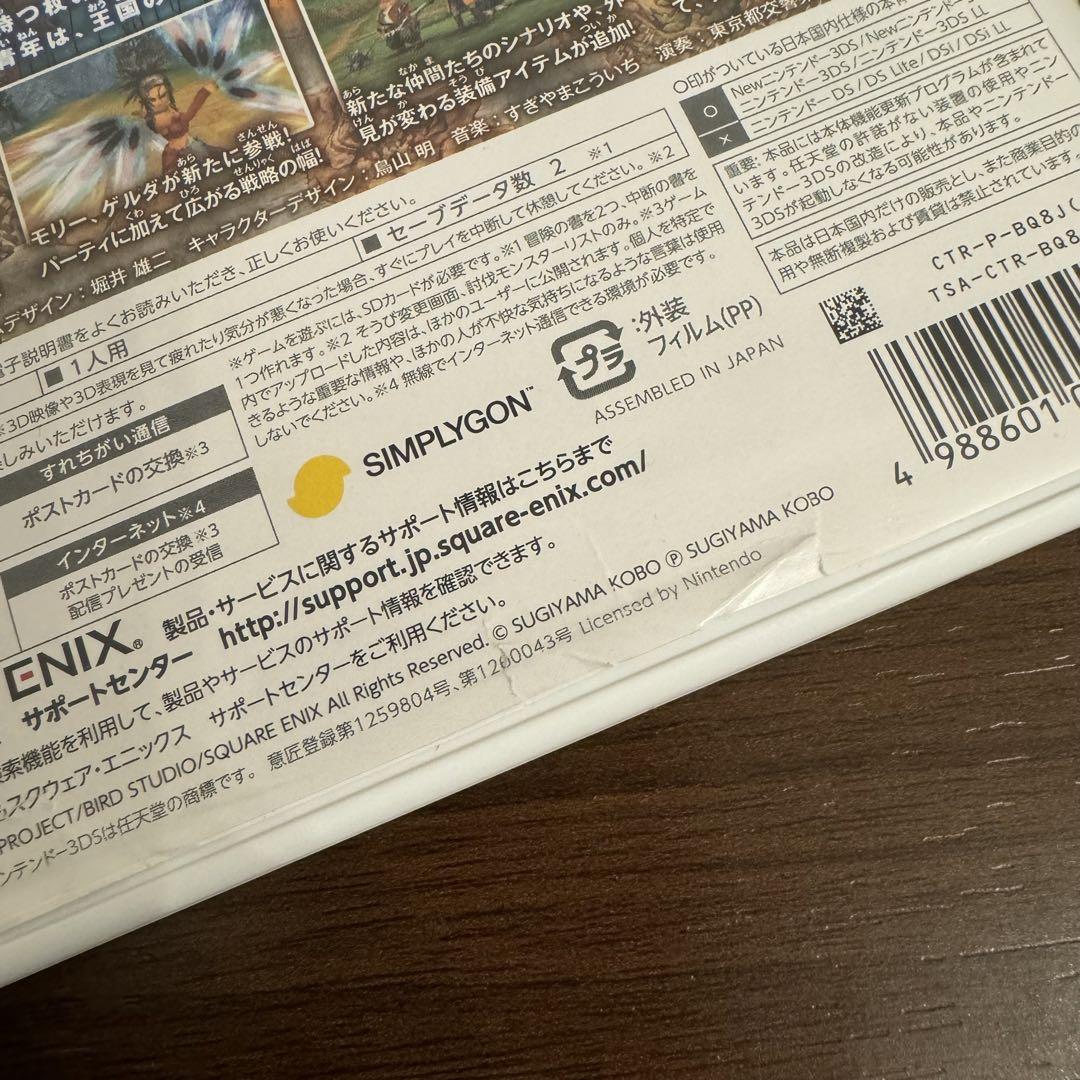 青年は、王国の
モリー、ゲルダが新たに参戦!
パーティに加えて広がる戦略の幅!
新たな仲間たちのシナリオや、外
見が変わる装備アイテムが追加!
デザイン:堀井 雄二 キャラクターデザイン:鳥山 明 音楽:すぎやまこういち 演奏:東京都交響
電子説明書をよくお読みいただき、正しくお使いください。
■1人用
■セーブデータ数 2 ※1
※3D映像や3D表現を見て疲れたり気分が悪くなった場合、すぐにプレイを中断して休憩してください。※2
楽しみいただけます。
すれちがい通信
ポストカードの交換※3
インターネット※4
ポストカードの交換※3
配信プレゼントの受信
※ゲームを遊ぶには、SDカードが必要です。※1 冒険の書を2つ、中断の書を
1つ作れます。※2 そうび変更画面、討伐モンスターリストのみ。※3ゲーム
内でアップロードした内容は、ほかのユーザーに公開されます。個人を特定で
きるような重要な情報や、ほかの人が不快な気持ちになるような言葉は使用
しないでください。※4 無線でインターネット通信できる環境が必要です。
○印がついている日本国内仕様の本体
○
Newニンテンドー3DS/Newニンテンドー3DS LL
ニンテンドー3DS/ニンテンドー3DS LL
×
ニンテンドーDS/DS Lite/DSi/DSi LL
重要:本品には本体機能更新プログラムが含まれて
います。任天堂の許諾がない装置の使用やニン
テンドー3DSの改造により、本品やニンテンドー
3DSが起動しなくなる可能性があります。
本品は日本国内だけの販売とし、また商業目的の
用や無断複製および賃貸は禁止されています。
CTR-P-BQ8J(
TSA-CTR-BQ8
プラ
:外装
フィルム(PP)
ASSEMBLED IN JAPAN
SIMPLYGON™
4 988601 0
ENIX®
サポートセンター
製品・サービスに関するサポート情報はこちらまで
http://support.jp.square-enix.com/
索機能を利用して、製品やサービスのサポート情報を確認できます。
スクウェア・エニックス サポートセンターをご利用ください。
PROJECT/BIRD STUDIO/SQUARE ENIX All Rights Reserved. © SUGIYAMA KOBO ℗ SUGIYAMA KOBO
ンテンドー3DSは任天堂の商標です。 意匠登録第1259804号、第1260043号 Licensed by Nintendo